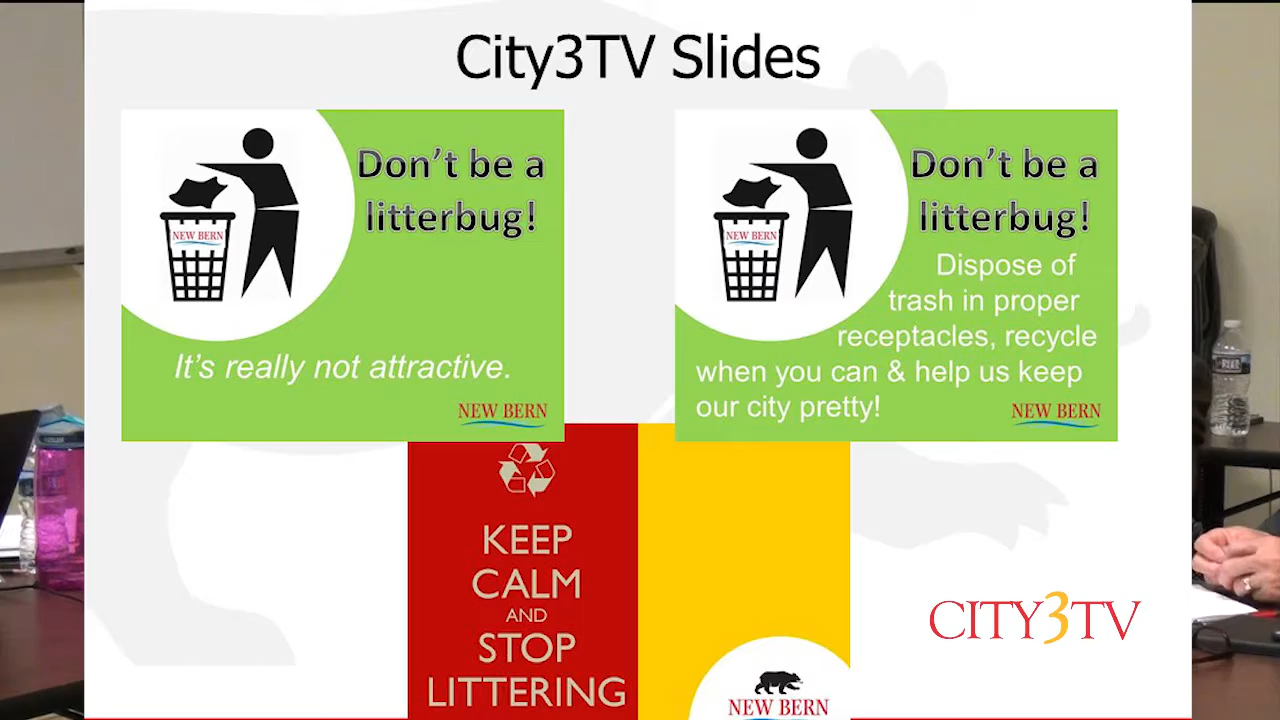 City3TV Slides
Don't be a
litterbug!
NEW BERN
It's really not attractive.
NEW BERN
Don't be a
litterbug!
NEW BERN
Dispose of
trash in proper
receptacles, recycle
when you can & help us keep
our city pretty!
NEW BERN
KEEP
CALM
AND
STOP
LITTERING
NEW BERN
CITY3TV